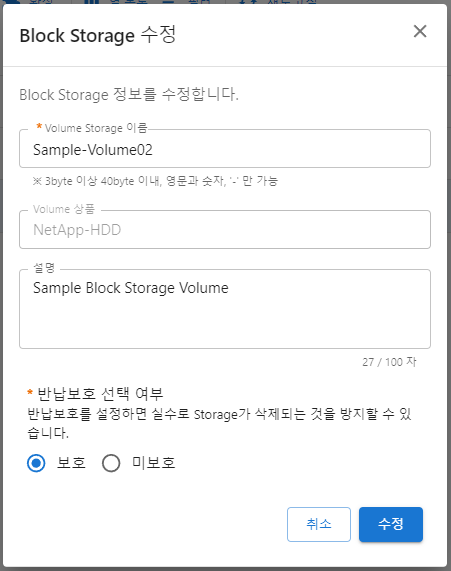 Block Storage 수정
Block Storage 정보를 수정합니다.
* Volume Storage 이름
Sample-Volume02
※ 3byte 이상 40byte 이내, 영문과 숫자, '-' 만 가능
Volume 상품
NetApp-HDD
설명
Sample Block Storage Volume
27 / 100 자
* 반납보호 선택 여부
반납보호를 설정하면 실수로 Storage가 삭제되는 것을 방지할 수 있
습니다.
보호 미보호
취소 수정